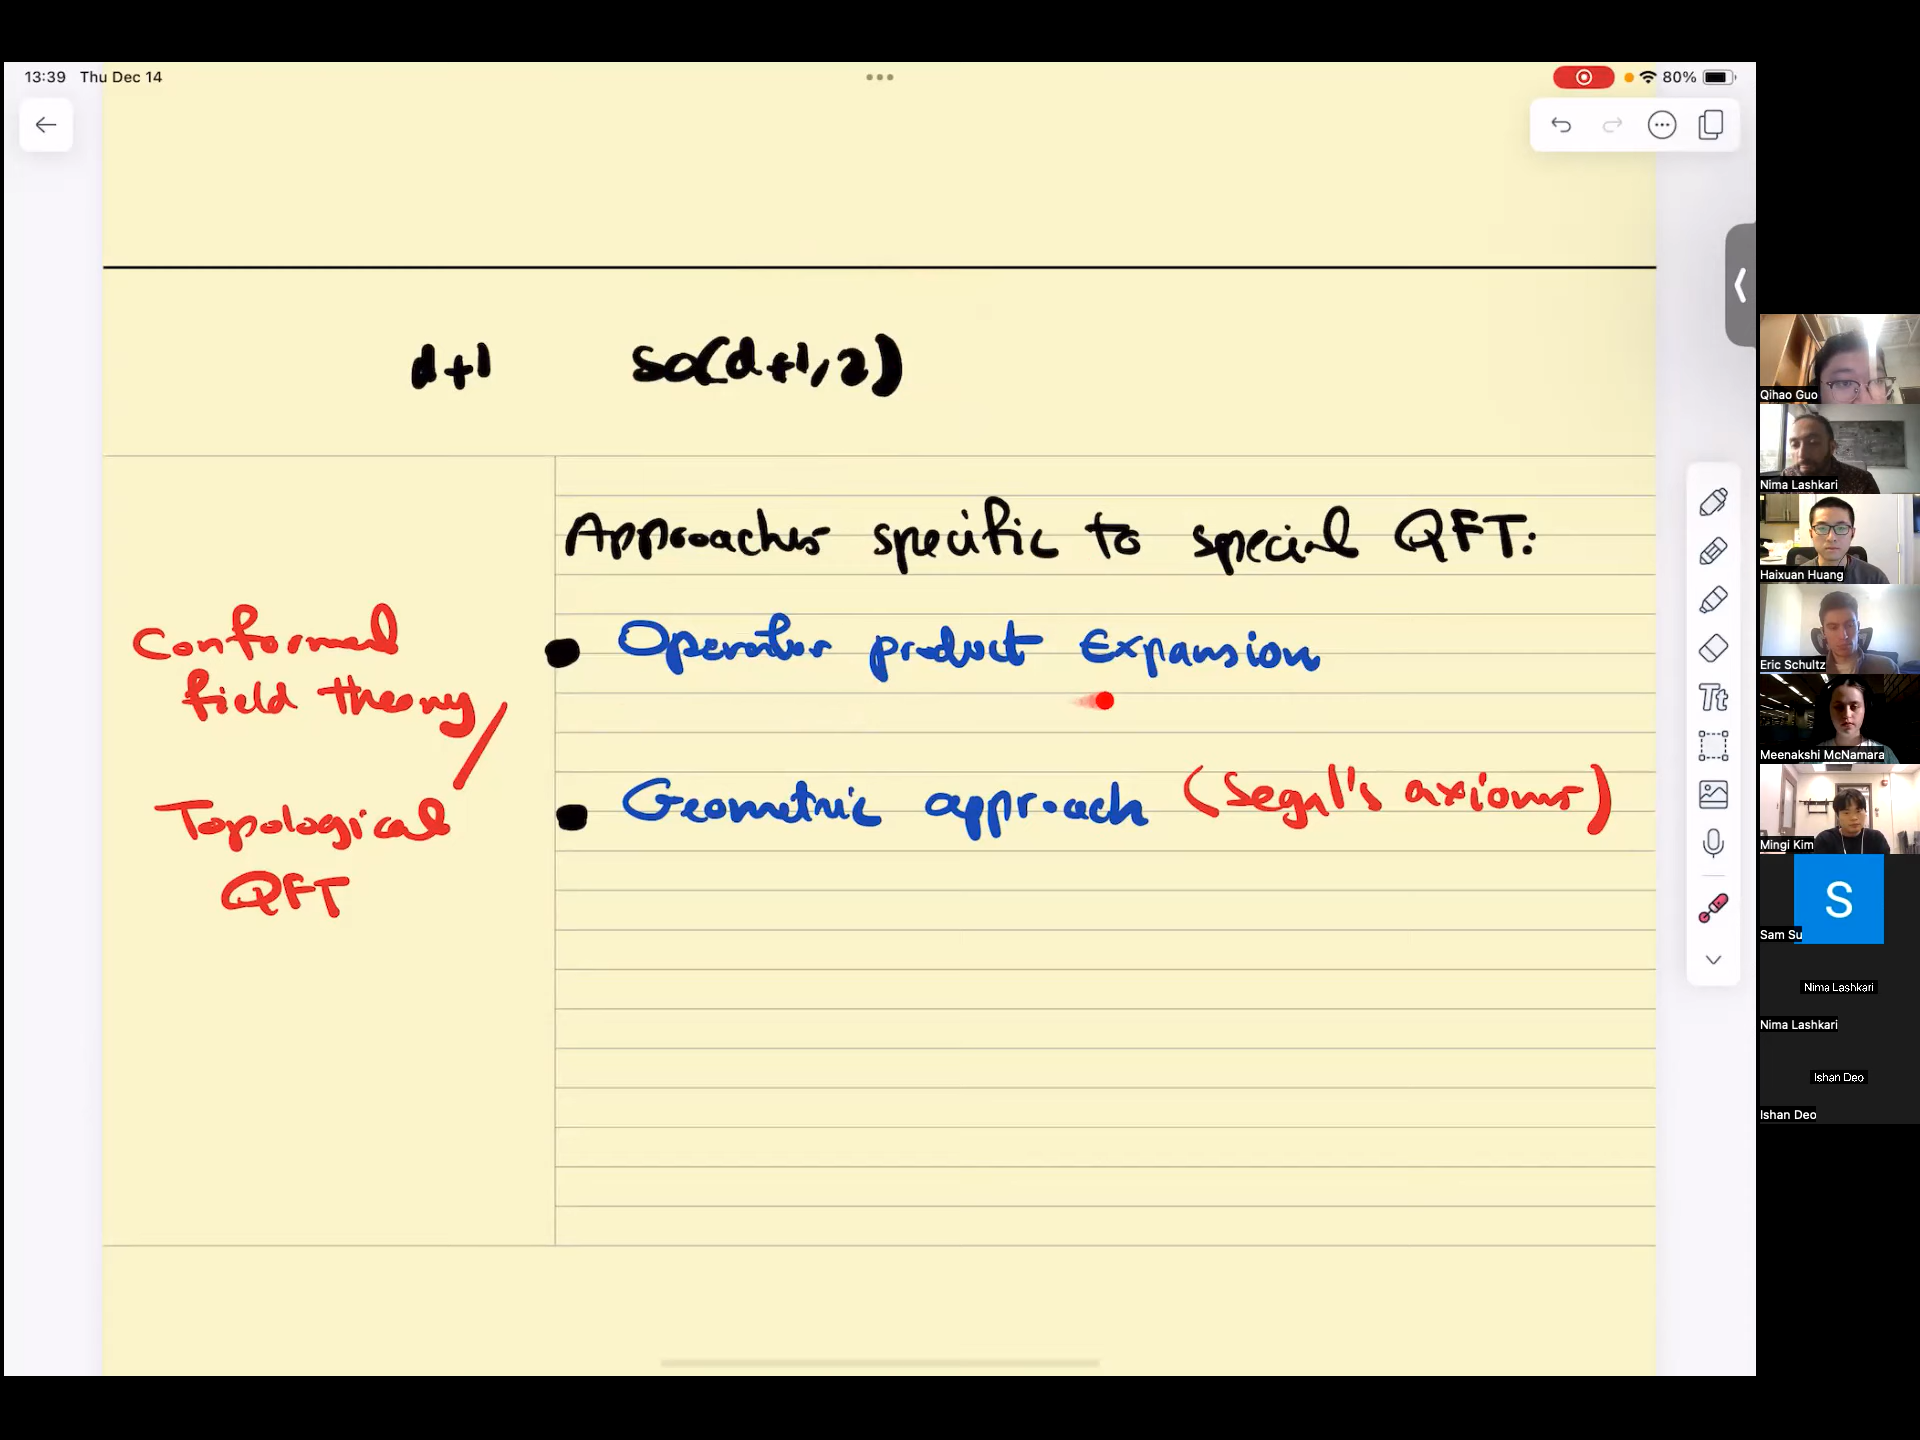 13:39 Thu Dec 14
80%
d+1 so(d+1,2)
Approaches specific to special QFT:
Conformal
field theory/
Topological
QFT
• Operator product Expansion
• Geometric approach (Segal's axioms)
Tt
Qihao Guo
Nima Lashkari
Haixuan Huang
Eric Schultz
Meenakshi McNamara
Mingi Kim
S
Sam Su
Nima Lashkari
Nima Lashkari
Ishan Deo
Ishan Deo